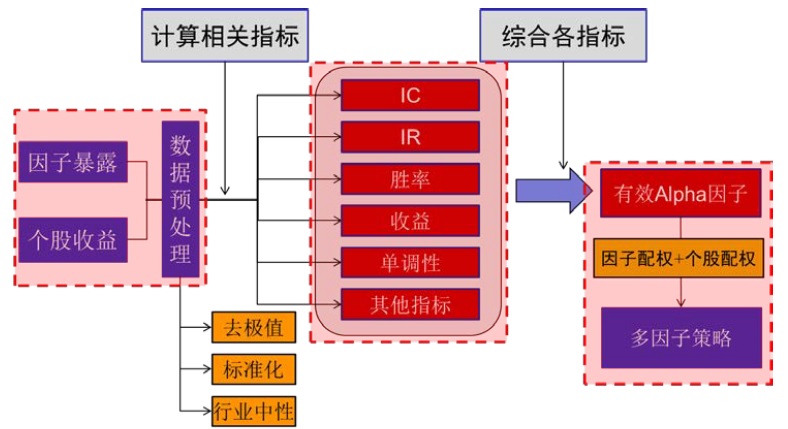 计算相关指标
综合各指标
因子暴露
个股收益
数据预处理
去极值
标准化
行业中性
IC
IR
胜率
收益
单调性
其他指标
有效Alpha因子
因子配权+个股配权
多因子策略